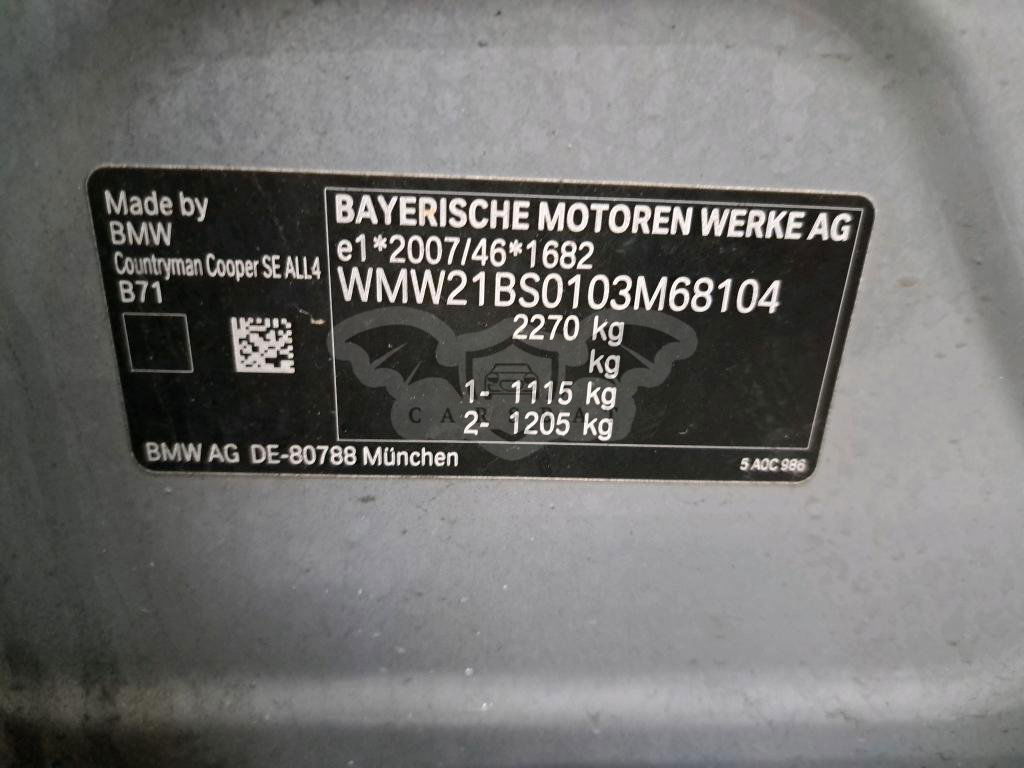 Made by
BMW
Countryman Cooper SE ALL4
B71
BAYERISCHE MOTOREN WERKE AG
e1*2007/46*1682
WMW21BS0103M68104
2270 kg
kg
1- 1115 kg
2- 1205 kg
BMW AG DE-80788 München
5 A0C 986